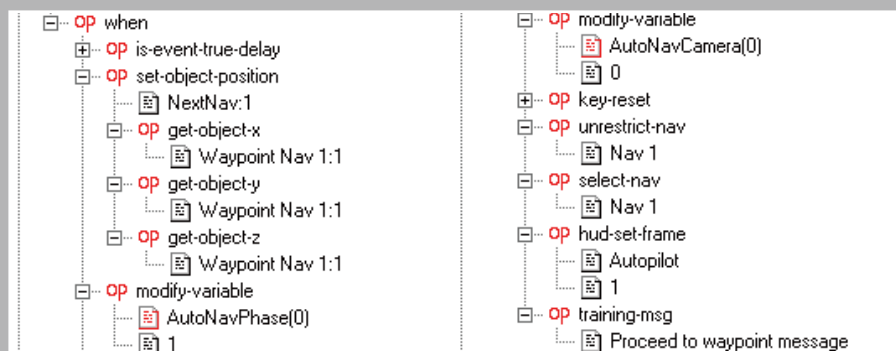 OP when
OP is-event-true-delay
OP set-object-position
NextNav:1
OP get-object-x
Waypoint Nav 1:1
OP get-object-y
Waypoint Nav 1:1
OP get-object-z
Waypoint Nav 1:1
OP modify-variable
AutoNavPhase(0)
1
OP modify-variable
AutoNavCamera(0)
0
OP key-reset
OP unrestrict-nav
Nav 1
OP select-nav
Nav 1
OP hud-set-frame
Autopilot
1
OP training-msg
Proceed to waypoint message